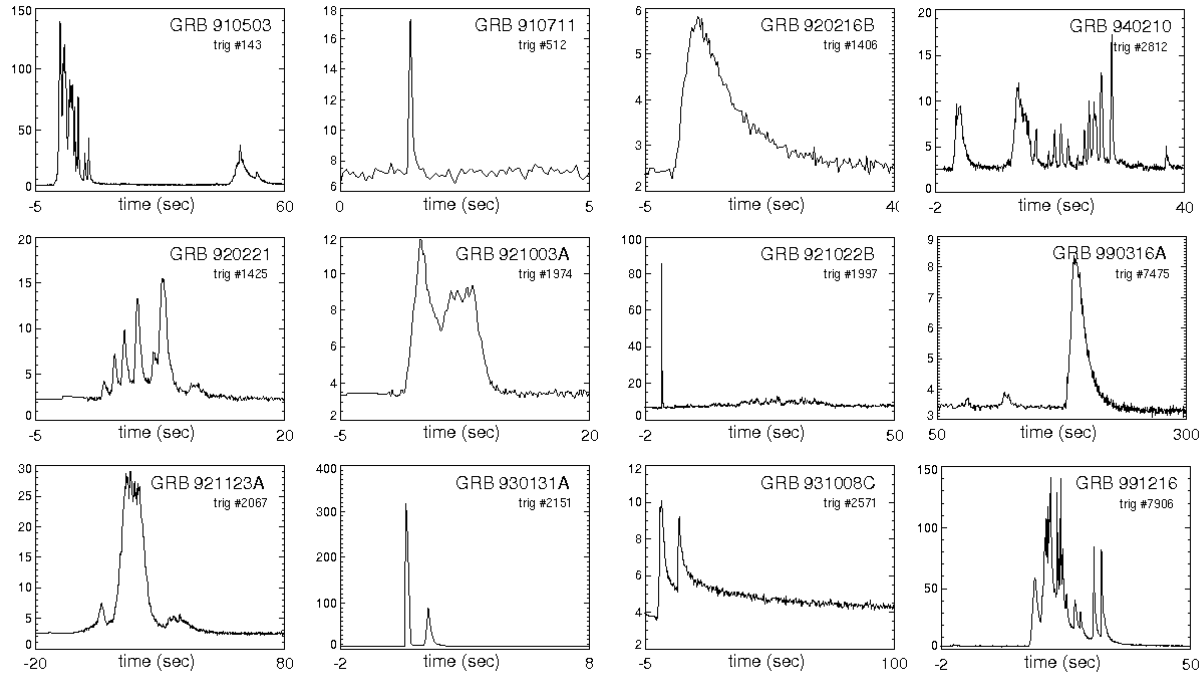 150
100
50
0
GRB 910503
trig #143
-5
time (sec)
60
18
16
14
12
10
8
6
GRB 910711
trig #512
0
time (sec)
5
6
5
4
3
2
GRB 920216B
trig #1406
-5
time (sec)
40
20
15
10
5
0
GRB 940210
trig #2812
-2
time (sec)
40
20
15
10
5
0
GRB 920221
trig #1425
-5
time (sec)
20
12
10
8
6
4
2
GRB 921003A
trig #1974
-5
time (sec)
20
100
80
60
40
20
0
GRB 921022B
trig #1997
-2
time (sec)
50
9
8
7
6
5
4
3
GRB 990316A
trig #7475
50
time (sec)
300
30
25
20
15
10
5
0
GRB 921123A
trig #2067
-20
time (sec)
80
400
300
200
100
0
GRB 930131A
trig #2151
-2
time (sec)
8
12
10
8
6
4
2
GRB 931008C
trig #2571
-5
time (sec)
100
150
100
50
0
GRB 991216
trig #7906
-2
time (sec)
50